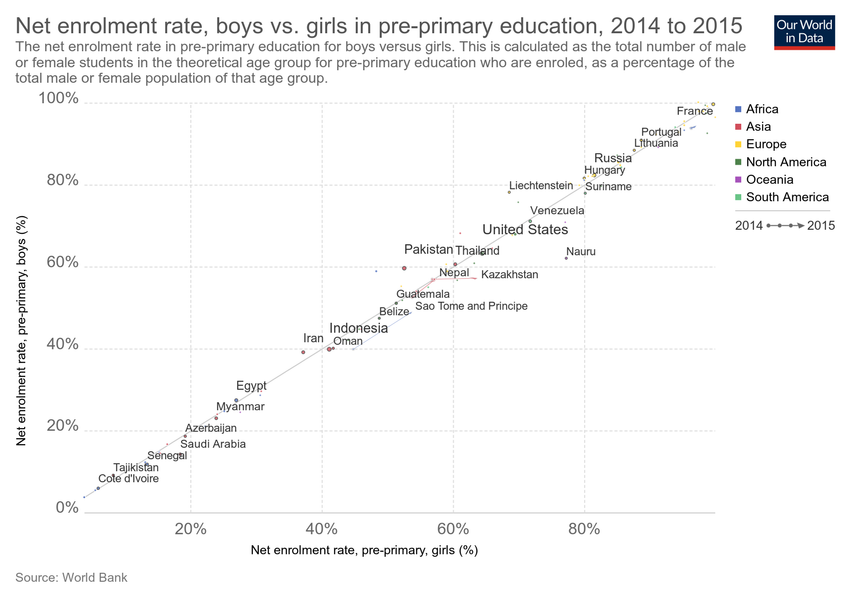 Net enrolment rate, boys vs. girls in pre-primary education, 2014 to 2015
Our World
in Data
The net enrolment rate in pre-primary education for boys versus girls. This is calculated as the total number of male
or female students in the theoretical age group for pre-primary education who are enroled, as a percentage of the
total male or female population of that age group.
100%
80%
60%
40%
20%
0%
Net enrolment rate, pre-primary, boys (%)
France
Portugal
Lithuania
Russia
Hungary
Liechtenstein
Suriname
Venezuela
United States
Pakistan
Thailand
Nauru
Nepal
Kazakhstan
Guatemala
Sao Tome and Principe
Belize
Indonesia
Iran
Oman
Egypt
Myanmar
Azerbaijan
Saudi Arabia
Senegal
Tajikistan
Cote d'Ivoire
Africa
Asia
Europe
North America
Oceania
South America
2014 2015
20%
40%
60%
80%
Net enrolment rate, pre-primary, girls (%)
Source: World Bank